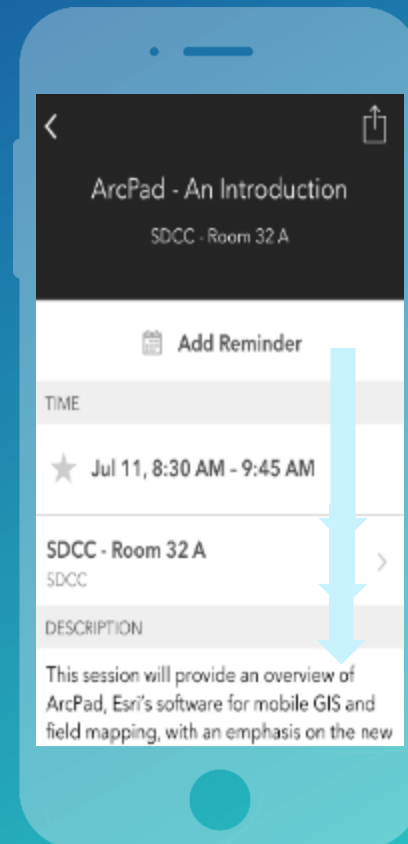 ArcPad - An Introduction
SDCC - Room 32 A
Add Reminder
TIME
Jul 11, 8:30 AM - 9:45 AM
SDCC - Room 32 A
SDCC
DESCRIPTION
This session will provide an overview of
ArcPad, Esri's software for mobile GIS and
field mapping, with an emphasis on the new